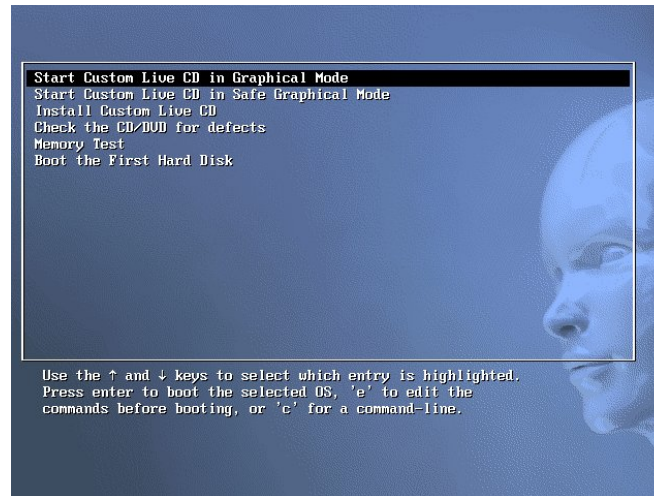 Start Custom Live CD in Graphical Mode
Start Custom Live CD in Safe Graphical Mode
Install Custom Live CD
Check the CD/DVD for defects
Memory Test
Boot the First Hard Disk
Use the ↑ and ↓ keys to select which entry is highlighted.
Press enter to boot the selected OS, 'e' to edit the
commands before booting, or 'c' for a command-line.